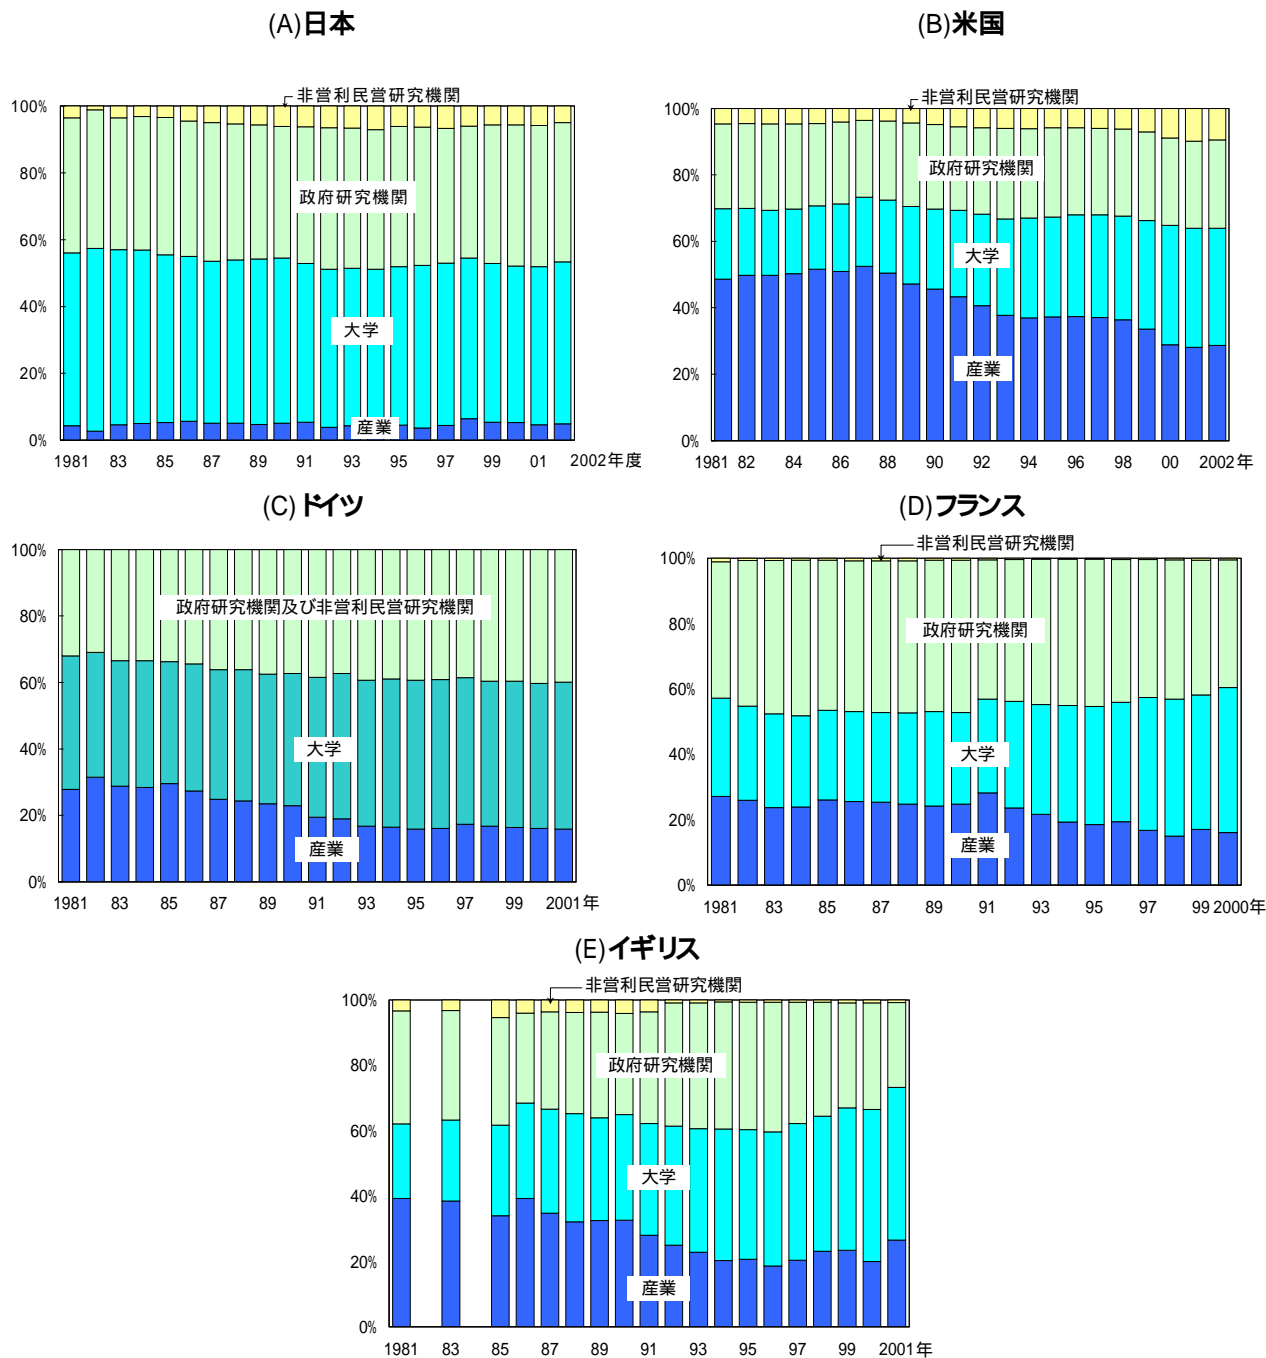 (A)日本
非営利民営研究機関
100%
80%
60%
40%
20%
0%
政府研究機関
大学
産業
1981 83 85 87 89 91 93 95 97 99 01 2002年度
(B)米国
非営利民営研究機関
100%
80%
60%
40%
20%
0%
政府研究機関
大学
産業
1981 82 84 86 88 90 92 94 96 98 00 2002年
(C)ドイツ
100%
80%
60%
40%
20%
0%
政府研究機関及び非営利民営研究機関
大学
産業
1981 83 85 87 89 91 93 95 97 99 2001年
(D)フランス
非営利民営研究機関
100%
80%
60%
40%
20%
0%
政府研究機関
大学
産業
1981 83 85 87 89 91 93 95 97 99 2000年
(E)イギリス
非営利民営研究機関
100%
80%
60%
40%
20%
0%
政府研究機関
大学
産業
1981 83 85 87 89 91 93 95 97 99 2001年